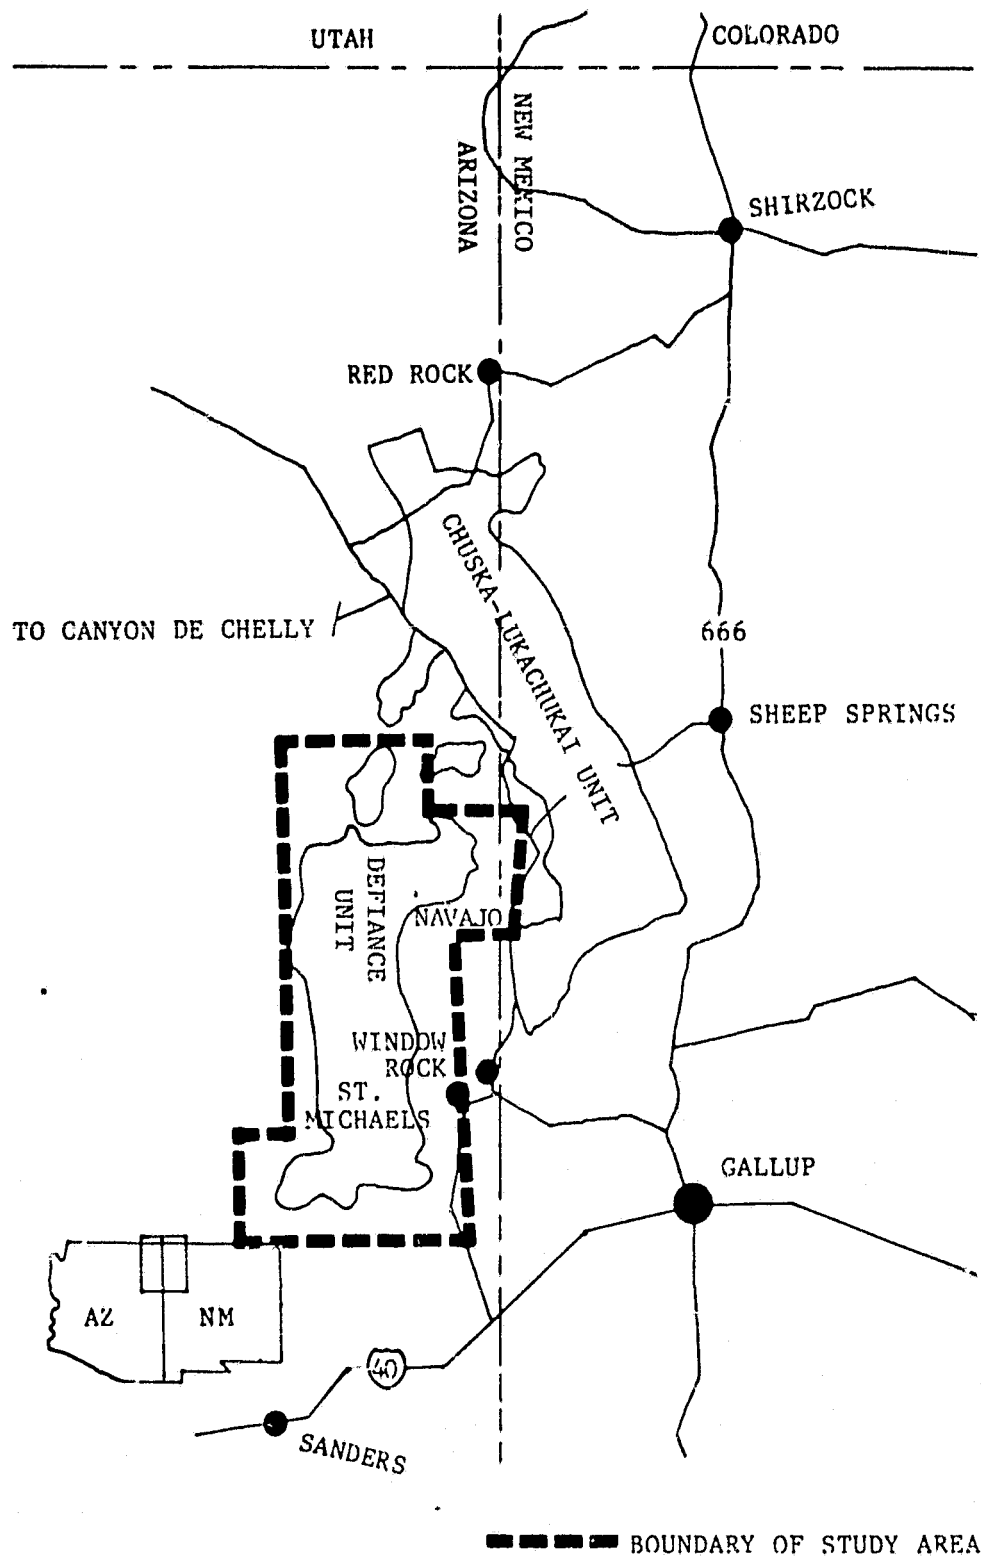 UTAH
COLORADO
NEW MEXICO
ARIZONA
SHIRZOCK
RED ROCK
CHUSKA-LUKACHUKAI UNIT
TO CANYON DE CHELLY
666
SHEEP SPRINGS
DEFIANCE
UNIT
NAVAJO
WINDOW
ROCK
ST.
MICHAELS
GALLUP
AZ
NM
40
SANDERS
BOUNDARY OF STUDY AREA